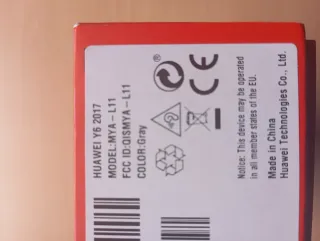 HUAWEI Y6 2017
MODEL:MYA-L11
FCC ID:QISMYA-L11
COLOR:Gray
CE
Notice: This device may be operated
in all member states of the EU.
Made in China
Huawei Technologies Co., Ltd.